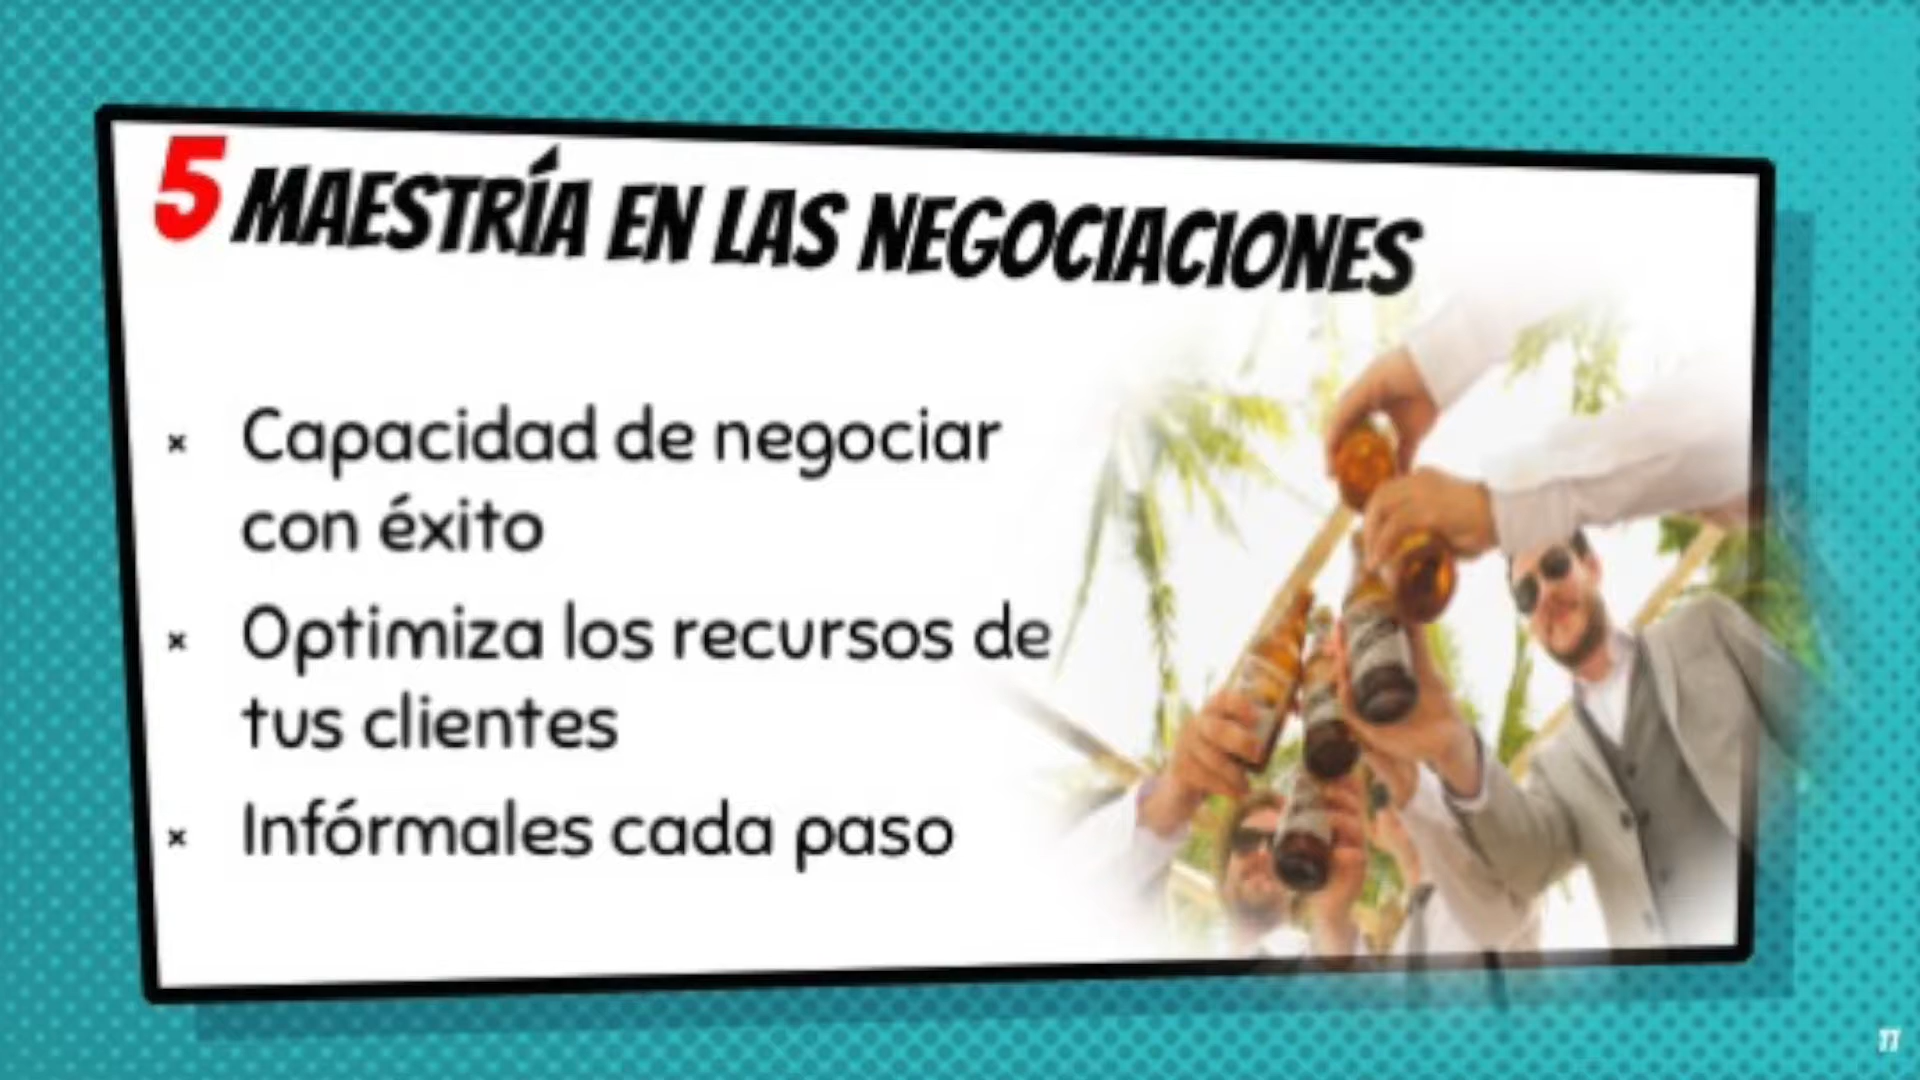 5 MAESTRÍA EN LAS NEGOCIACIONES
× Capacidad de negociar
con éxito
× Optimiza los recursos de
tus clientes
× Infórmales cada paso